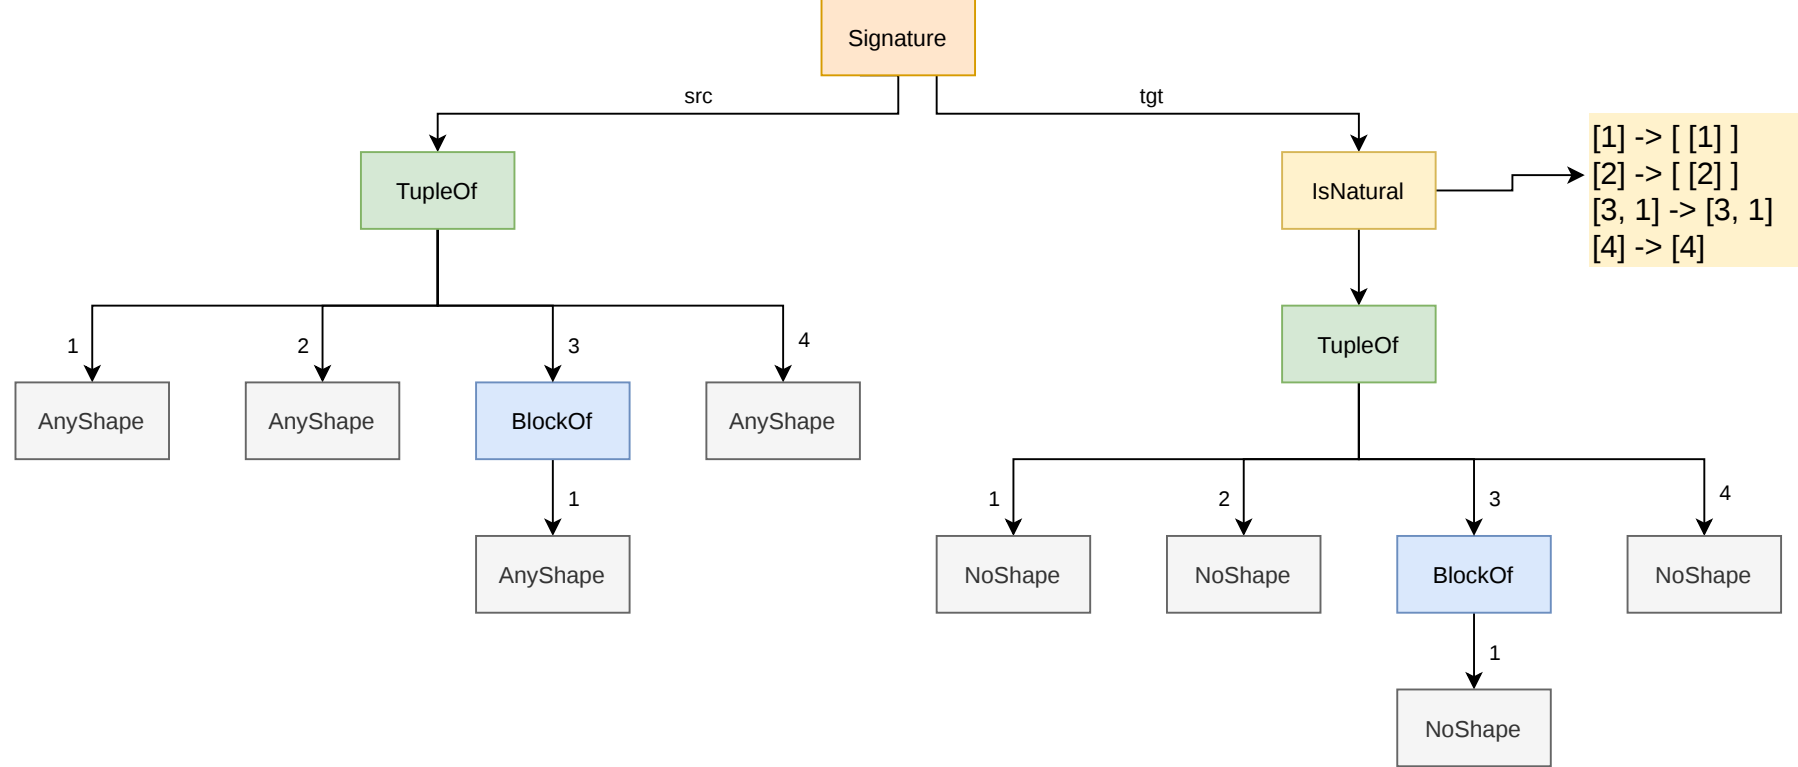 Signature
src
tgt
TupleOf
IsNatural
[1] -> [ [1] ]
[2] -> [ [2] ]
[3, 1] -> [3, 1]
[4] -> [4]
1
2
3
4
AnyShape
AnyShape
BlockOf
AnyShape
1
AnyShape
TupleOf
1
2
3
4
NoShape
NoShape
BlockOf
NoShape
1
NoShape